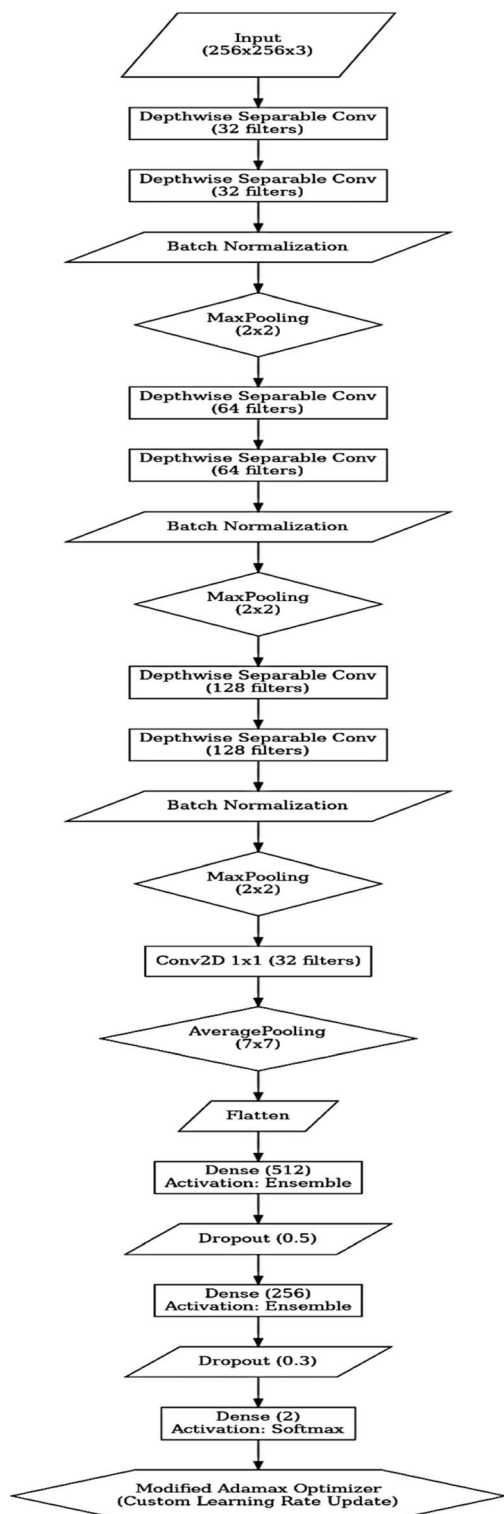 Input
(256x256x3)
Depthwise Separable Conv
(32 filters)
Depthwise Separable Conv
(32 filters)
Batch Normalization
MaxPooling
(2x2)
Depthwise Separable Conv
(64 filters)
Depthwise Separable Conv
(64 filters)
Batch Normalization
MaxPooling
(2x2)
Depthwise Separable Conv
(128 filters)
Depthwise Separable Conv
(128 filters)
Batch Normalization
MaxPooling
(2x2)
Conv2D 1x1 (32 filters)
AveragePooling
(7x7)
Flatten
Dense (512)
Activation: Ensemble
Dropout (0.5)
Dense (256)
Activation: Ensemble
Dropout (0.3)
Dense (2)
Activation: Softmax
Modified Adamax Optimizer
(Custom Learning Rate Update)